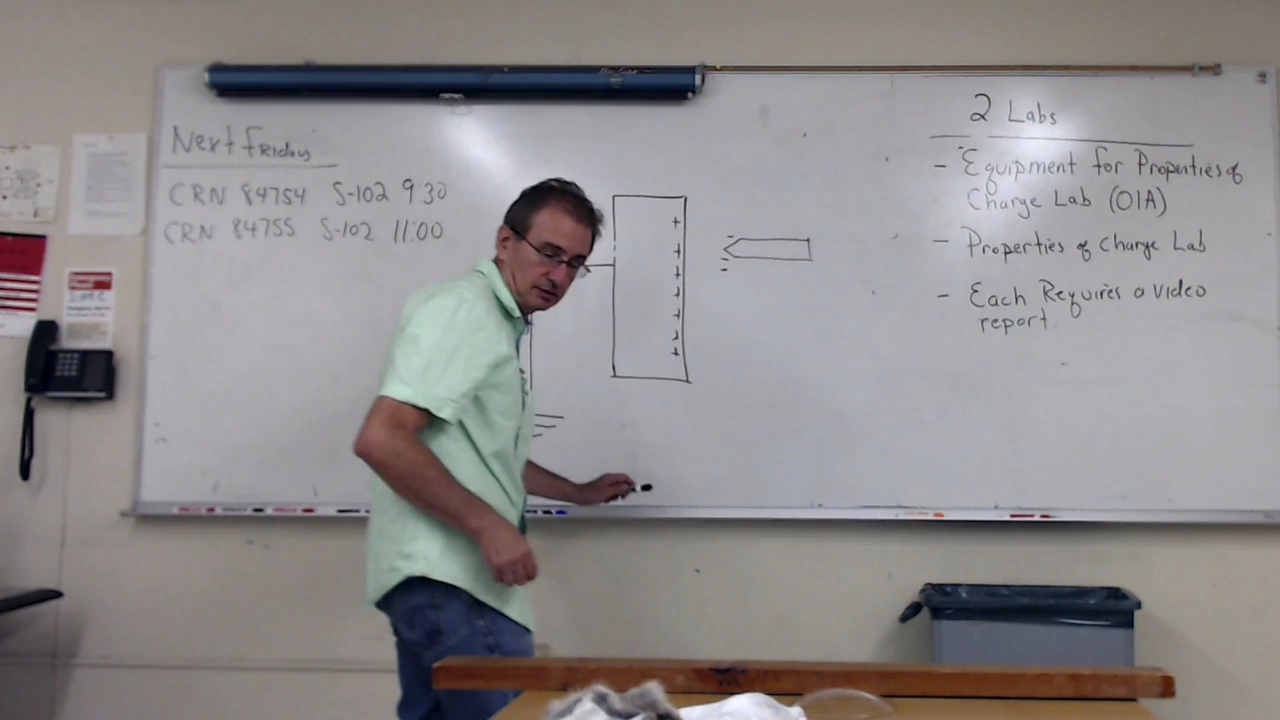 Next Friday
CRN 84754 S-102 9:30
CRN 84755 S-102 11:00
2 Labs
- Equipment for Properties of
Charge Lab (OIA)
- Properties of Charge Lab
- Each Requires a video
report.